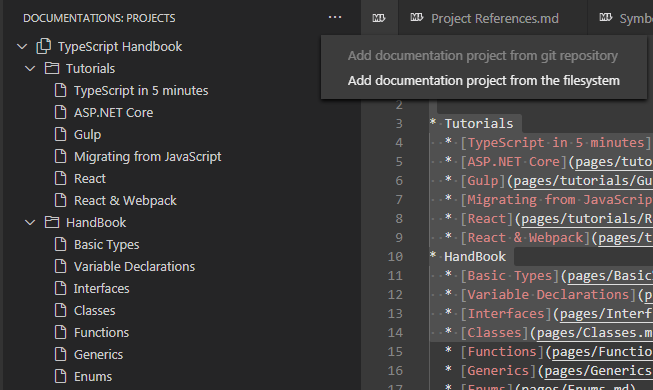 DOCUMENTATIONS: PROJECTS
TypeScript Handbook
Tutorials
TypeScript in 5 minutes
ASP.NET Core
Gulp
Migrating from JavaScript
React
React & Webpack
HandBook
Basic Types
Variable Declarations
Interfaces
Classes
Functions
Generics
Enums
Project References.md
Symb
Add documentation project from git repository
Add documentation project from the filesystem
2
3 * Tutorials
4 * [TypeScript in 5 minutes]
5 * [ASP.NET Core](pages/tuto
6 * [Gulp](pages/tutorials/Gu
7 * [Migrating from JavaScrip
8 * [React](pages/tutorials/R
9 * [React & Webpack](pages/t
10 * HandBook
11 * [Basic Types](pages/Basic
12 * [Variable Declarations](p
13 * [Interfaces](pages/Interf
14 * [Classes](pages/Classes.m
15 * [Functions](pages/Functio
16 * [Generics](pages/Generics
17 * [Enums](pages/Enums.md)